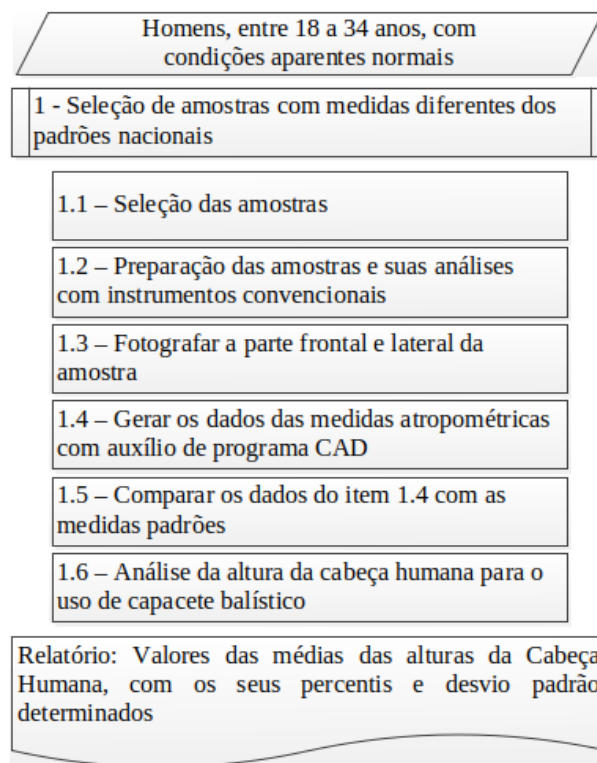 Homens, entre 18 a 34 anos, com
condições aparentes normais
1 - Seleção de amostras com medidas diferentes dos
padrões nacionais
1.1 – Seleção das amostras
1.2 – Preparação das amostras e suas análises
com instrumentos convencionais
1.3 – Fotografar a parte frontal e lateral da
amostra
1.4 – Gerar os dados das medidas atropométricas
com auxílio de programa CAD
1.5 – Comparar os dados do item 1.4 com as
medidas padrões
1.6 – Análise da altura da cabeça humana para o
uso de capacete balístico
Relatório: Valores das médias das alturas da Cabeça
Humana, com os seus percentis e desvio padrão
determinados